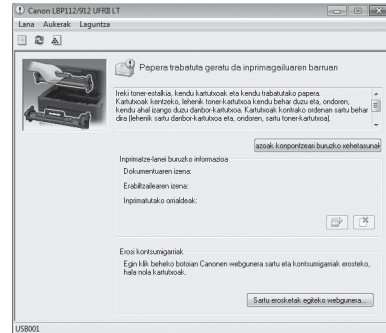 Canon LBP112/912 UFRII LT
Lana Aukerak Laguntza
Papera trabatuta geratu da inprimagailuaren barruan
Ireki toner-estalkia, kendu kartutxoak eta kendu trabatutako papera.
Kartutxoak kentzeko, lehenik toner-kartutxoa kendu behar duzu eta, ondoren,
kendu ahal izango duzu danbor-kartutxoa. Kartutxoak kontrako ordenan sartu behar
dira (lehenik sartu danbor-kartutxoa eta, ondoren, sartu toner-kartutxoa).
azoak konpontzeari buruzko xehetasunak
Inprimatze-lanei buruzko informazioa
Dokumentuaren izena:
Erabiltzailearen izena:
Inprimatutako orrialdeak:
Erosi kontsumigarriak
Egin klik beheko botoian Canonen webgunera sartu eta kontsumigarriak erosteko,
hala nola kartutxoak.
Sartu erosketak egiteko webgunera...
USB001